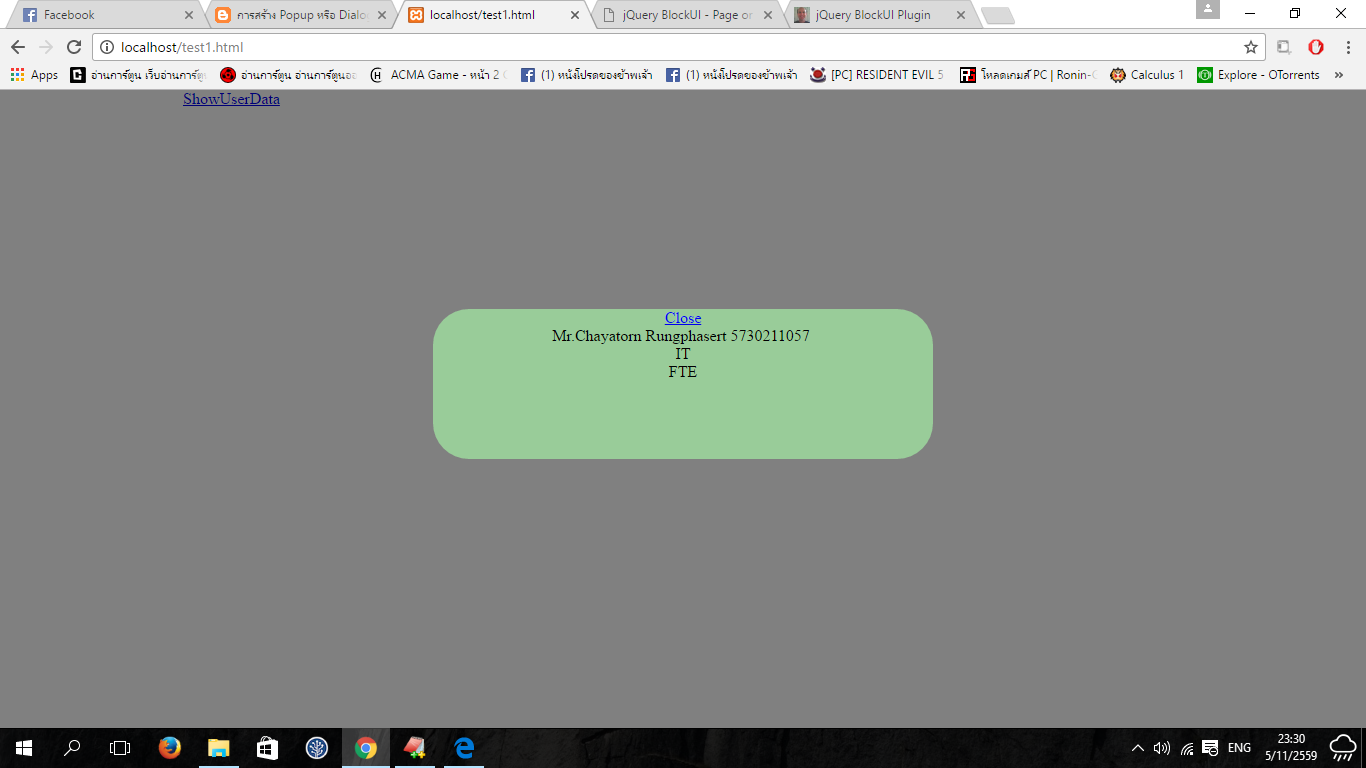 Facebook
การสร้าง Popup หรือ Dialo
localhost/test1.html
jQuery BlockUI - Page or
jQuery BlockUI Plugin
localhost/test1.html
Apps
อ่านการ์ตูน เว็บอ่านการ์ตู
อ่านการ์ตูน อ่านการ์ตูนออ
ACMA Game - หน้า 2
(1) หนังโปรดของข้าพเจ้า
(1) หนังโปรดของข้าพเจ้า
[PC] RESIDENT EVIL 5
โหลดเกมส์ PC | Ronin-
Calculus 1
Explore - OTorrents
»
ShowUserData
Close
Mr.Chayatorn Rungphasert 5730211057
IT
FTE
ENG
23:30
5/11/2559